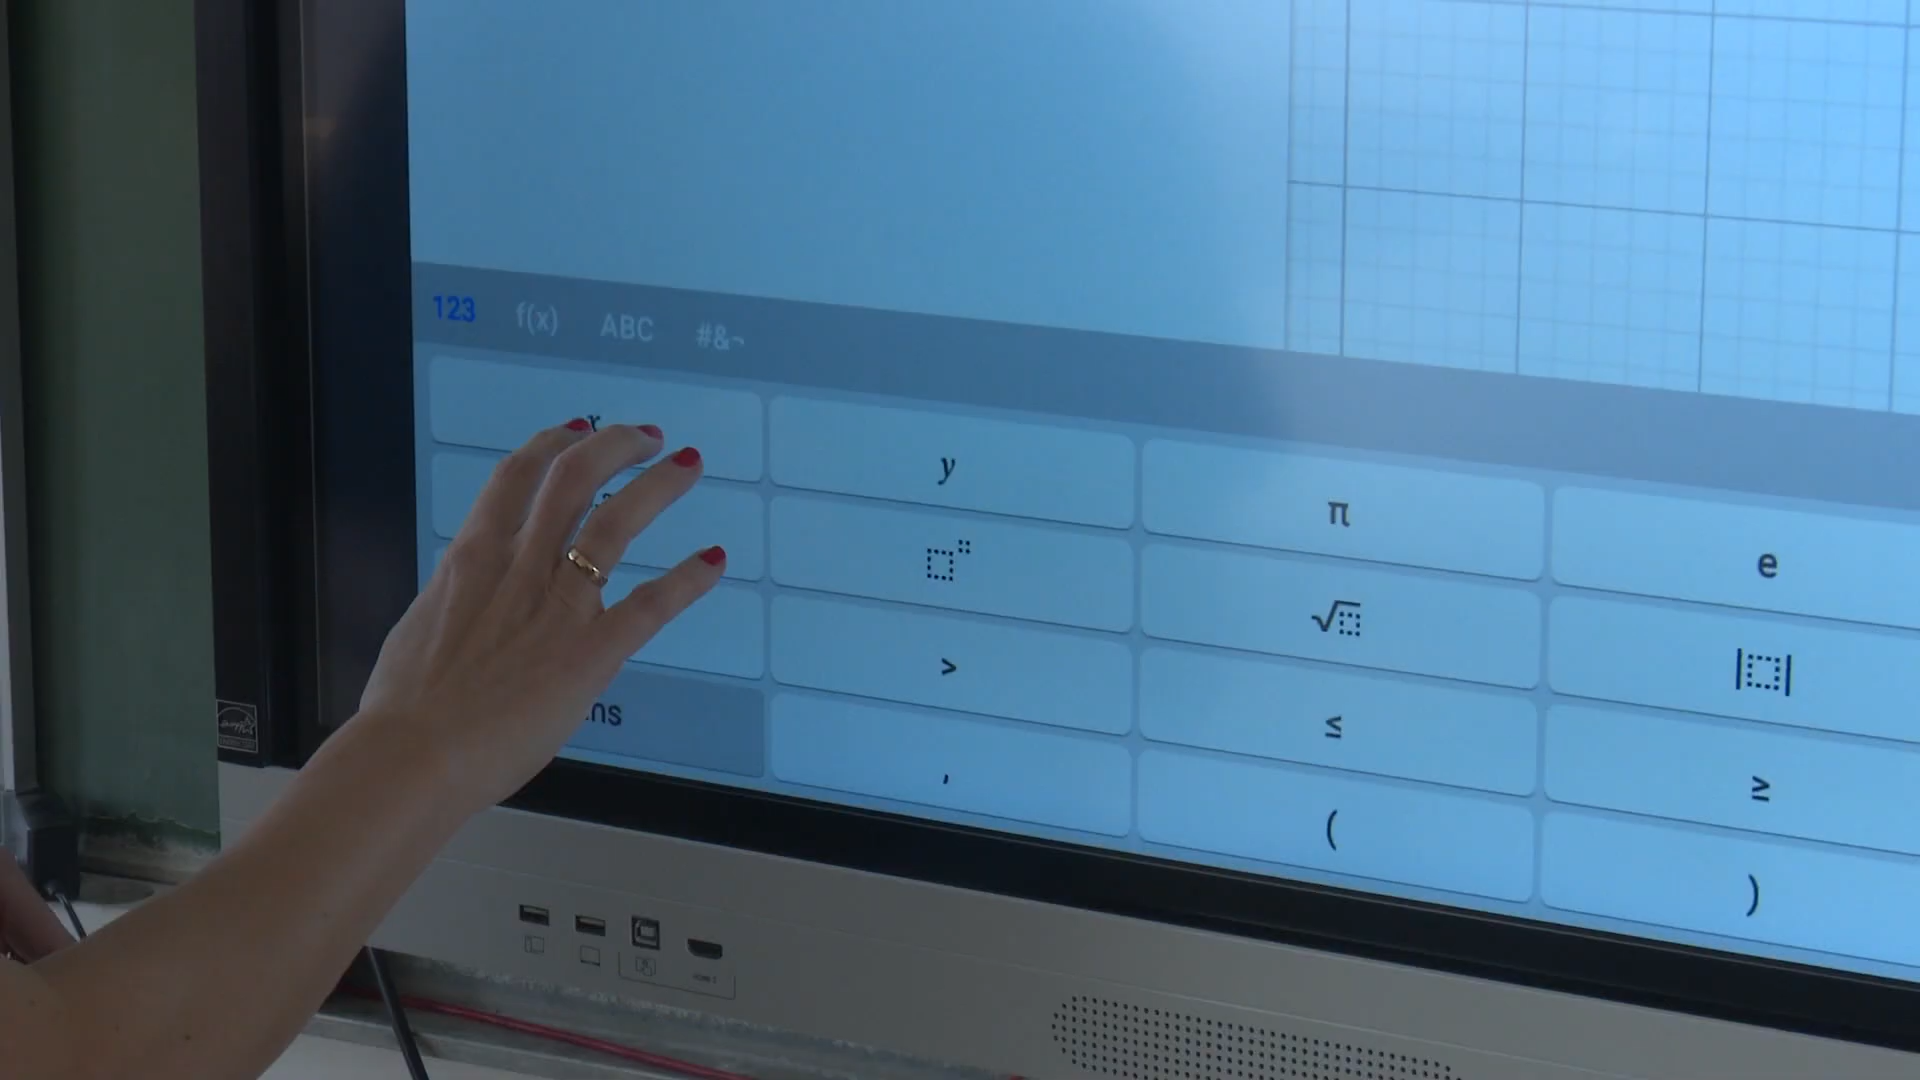 123 f(x) ABC #&¬
x y π e
√ | |
> ≤ ≥
ns , ( )